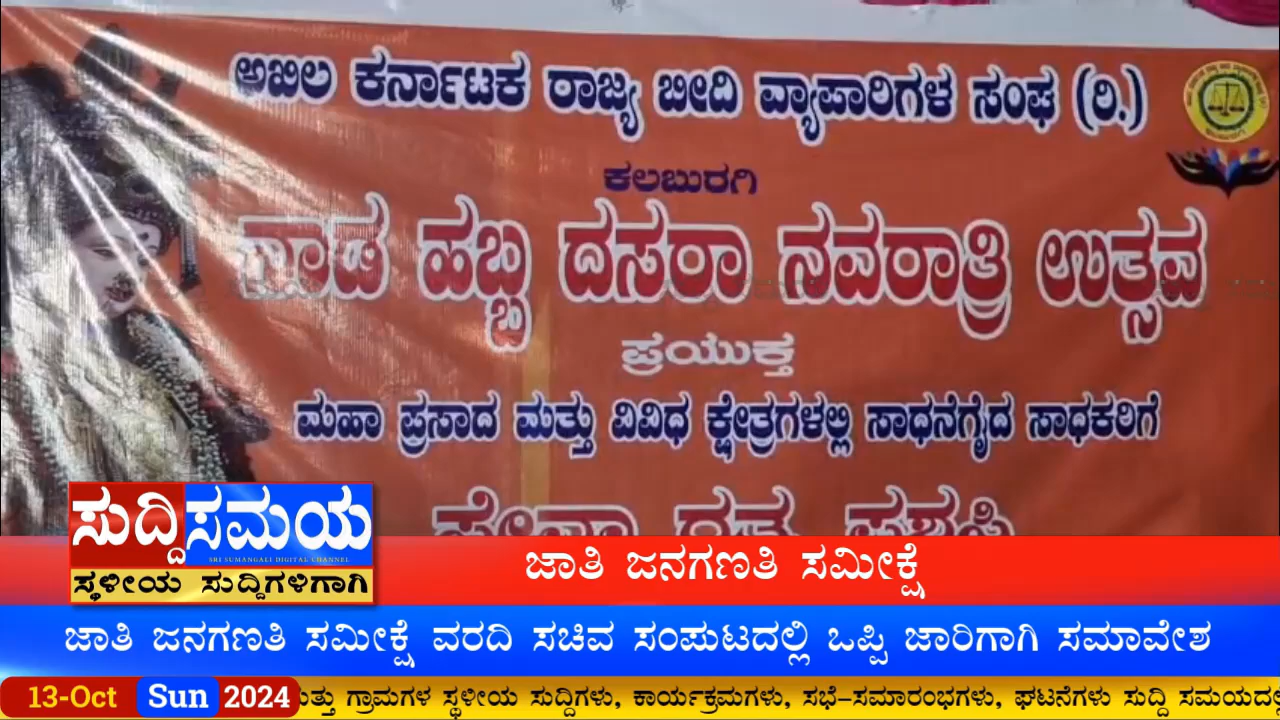 ಅಖಿಲ ಕರ್ನಾಟಕ ರಾಜ್ಯ ಬೀದಿ ವ್ಯಾಪಾರಿಗಳ ಸಂಘ (ರಿ.)
ಕಲಬುರಗಿ
ನಾಡ ಹಬ್ಬ ದಸರಾ ನವರಾತ್ರಿ ಉತ್ಸವ
ಪ್ರಯುಕ್ತ
ಮಹಾ ಪ್ರಸಾದ ಮತ್ತು ವಿವಿಧ ಕ್ಷೇತ್ರಗಳಲ್ಲಿ ಸಾಧನೆಗೈದ ಸಾಧಕರಿಗೆ
ಸುದ್ದಿಸಮಯ
SRI SUMANGALI DIGITAL CHANNEL
ಸ್ಥಳೀಯ ಸುದ್ದಿಗಳಿಗಾಗಿ
ಜಾತಿ ಜನಗಣತಿ ಸಮೀಕ್ಷೆ
ಜಾತಿ ಜನಗಣತಿ ಸಮೀಕ್ಷೆ ವರದಿ ಸಚಿವ ಸಂಪುಟದಲ್ಲಿ ಒಪ್ಪಿ ಜಾರಿಗಾಗಿ ಸಮಾವೇಶ
13-Oct Sun 2024 ಗ್ರಾಮಗಳ ಸ್ಥಳೀಯ ಸುದ್ದಿಗಳು, ಕಾರ್ಯಕ್ರಮಗಳು, ಸಭೆ-ಸಮಾರಂಭಗಳು, ಘಟನೆಗಳು ಸುದ್ದಿ